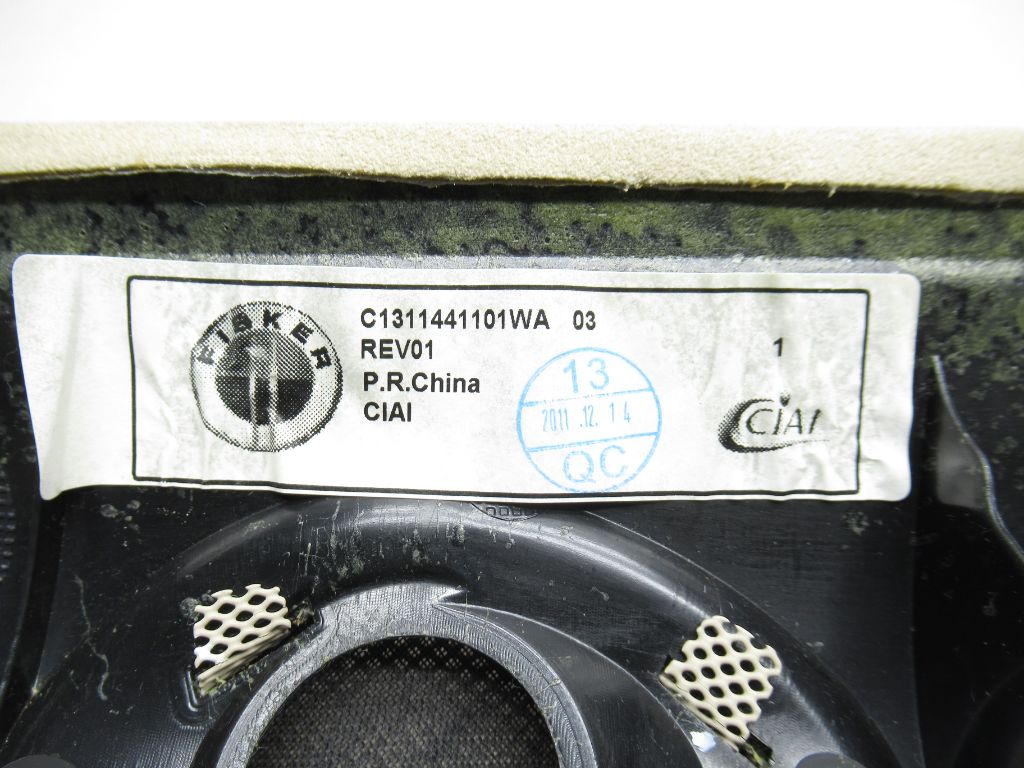 FISKER
C1311441101WA 03
REV01
P.R.China
CIAI
13
2011.12.14
QC
1
CIAI